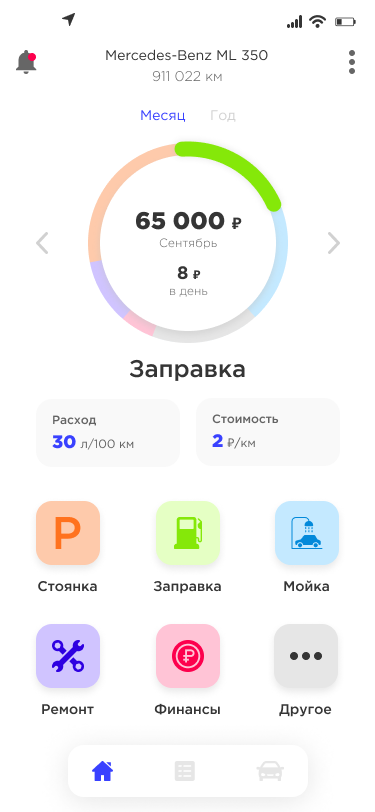 Mercedes-Benz ML 350
911 022 км
Месяц Год
65 000 ₽
Сентябрь
8 ₽
в день
Заправка
Расход Стоимость
30 л/100 км 2 ₽/км
P
Стоянка Заправка Мойка
₽
Ремонт Финансы Другое